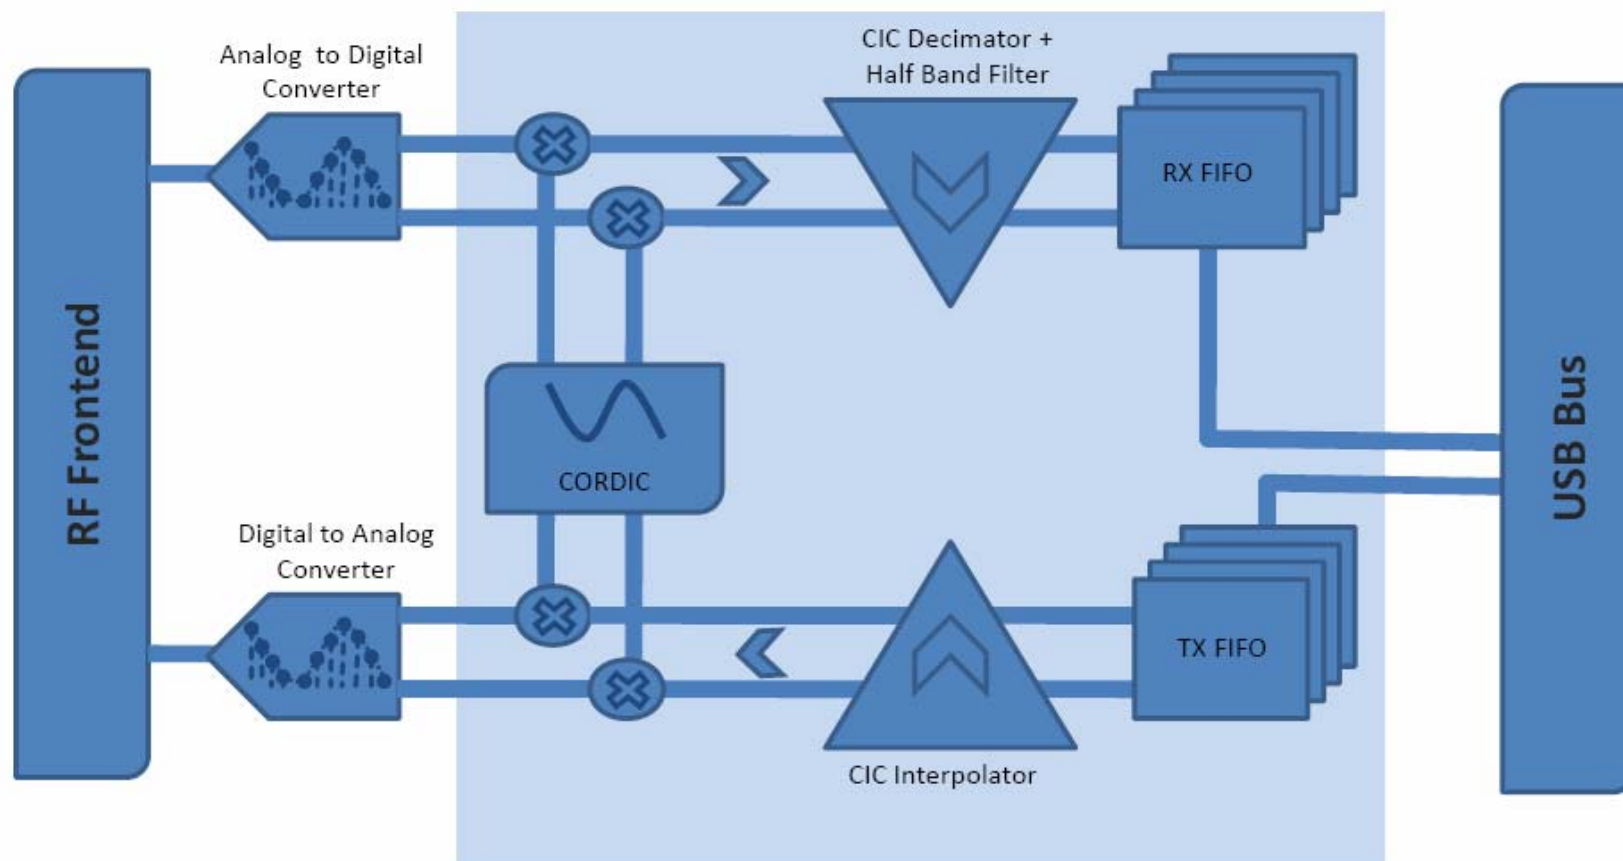 Analog to Digital
Converter
CIC Decimator +
Half Band Filter
RX FIFO
RF Frontend
CORDIC
USB Bus
Digital to Analog
Converter
TX FIFO
CIC Interpolator